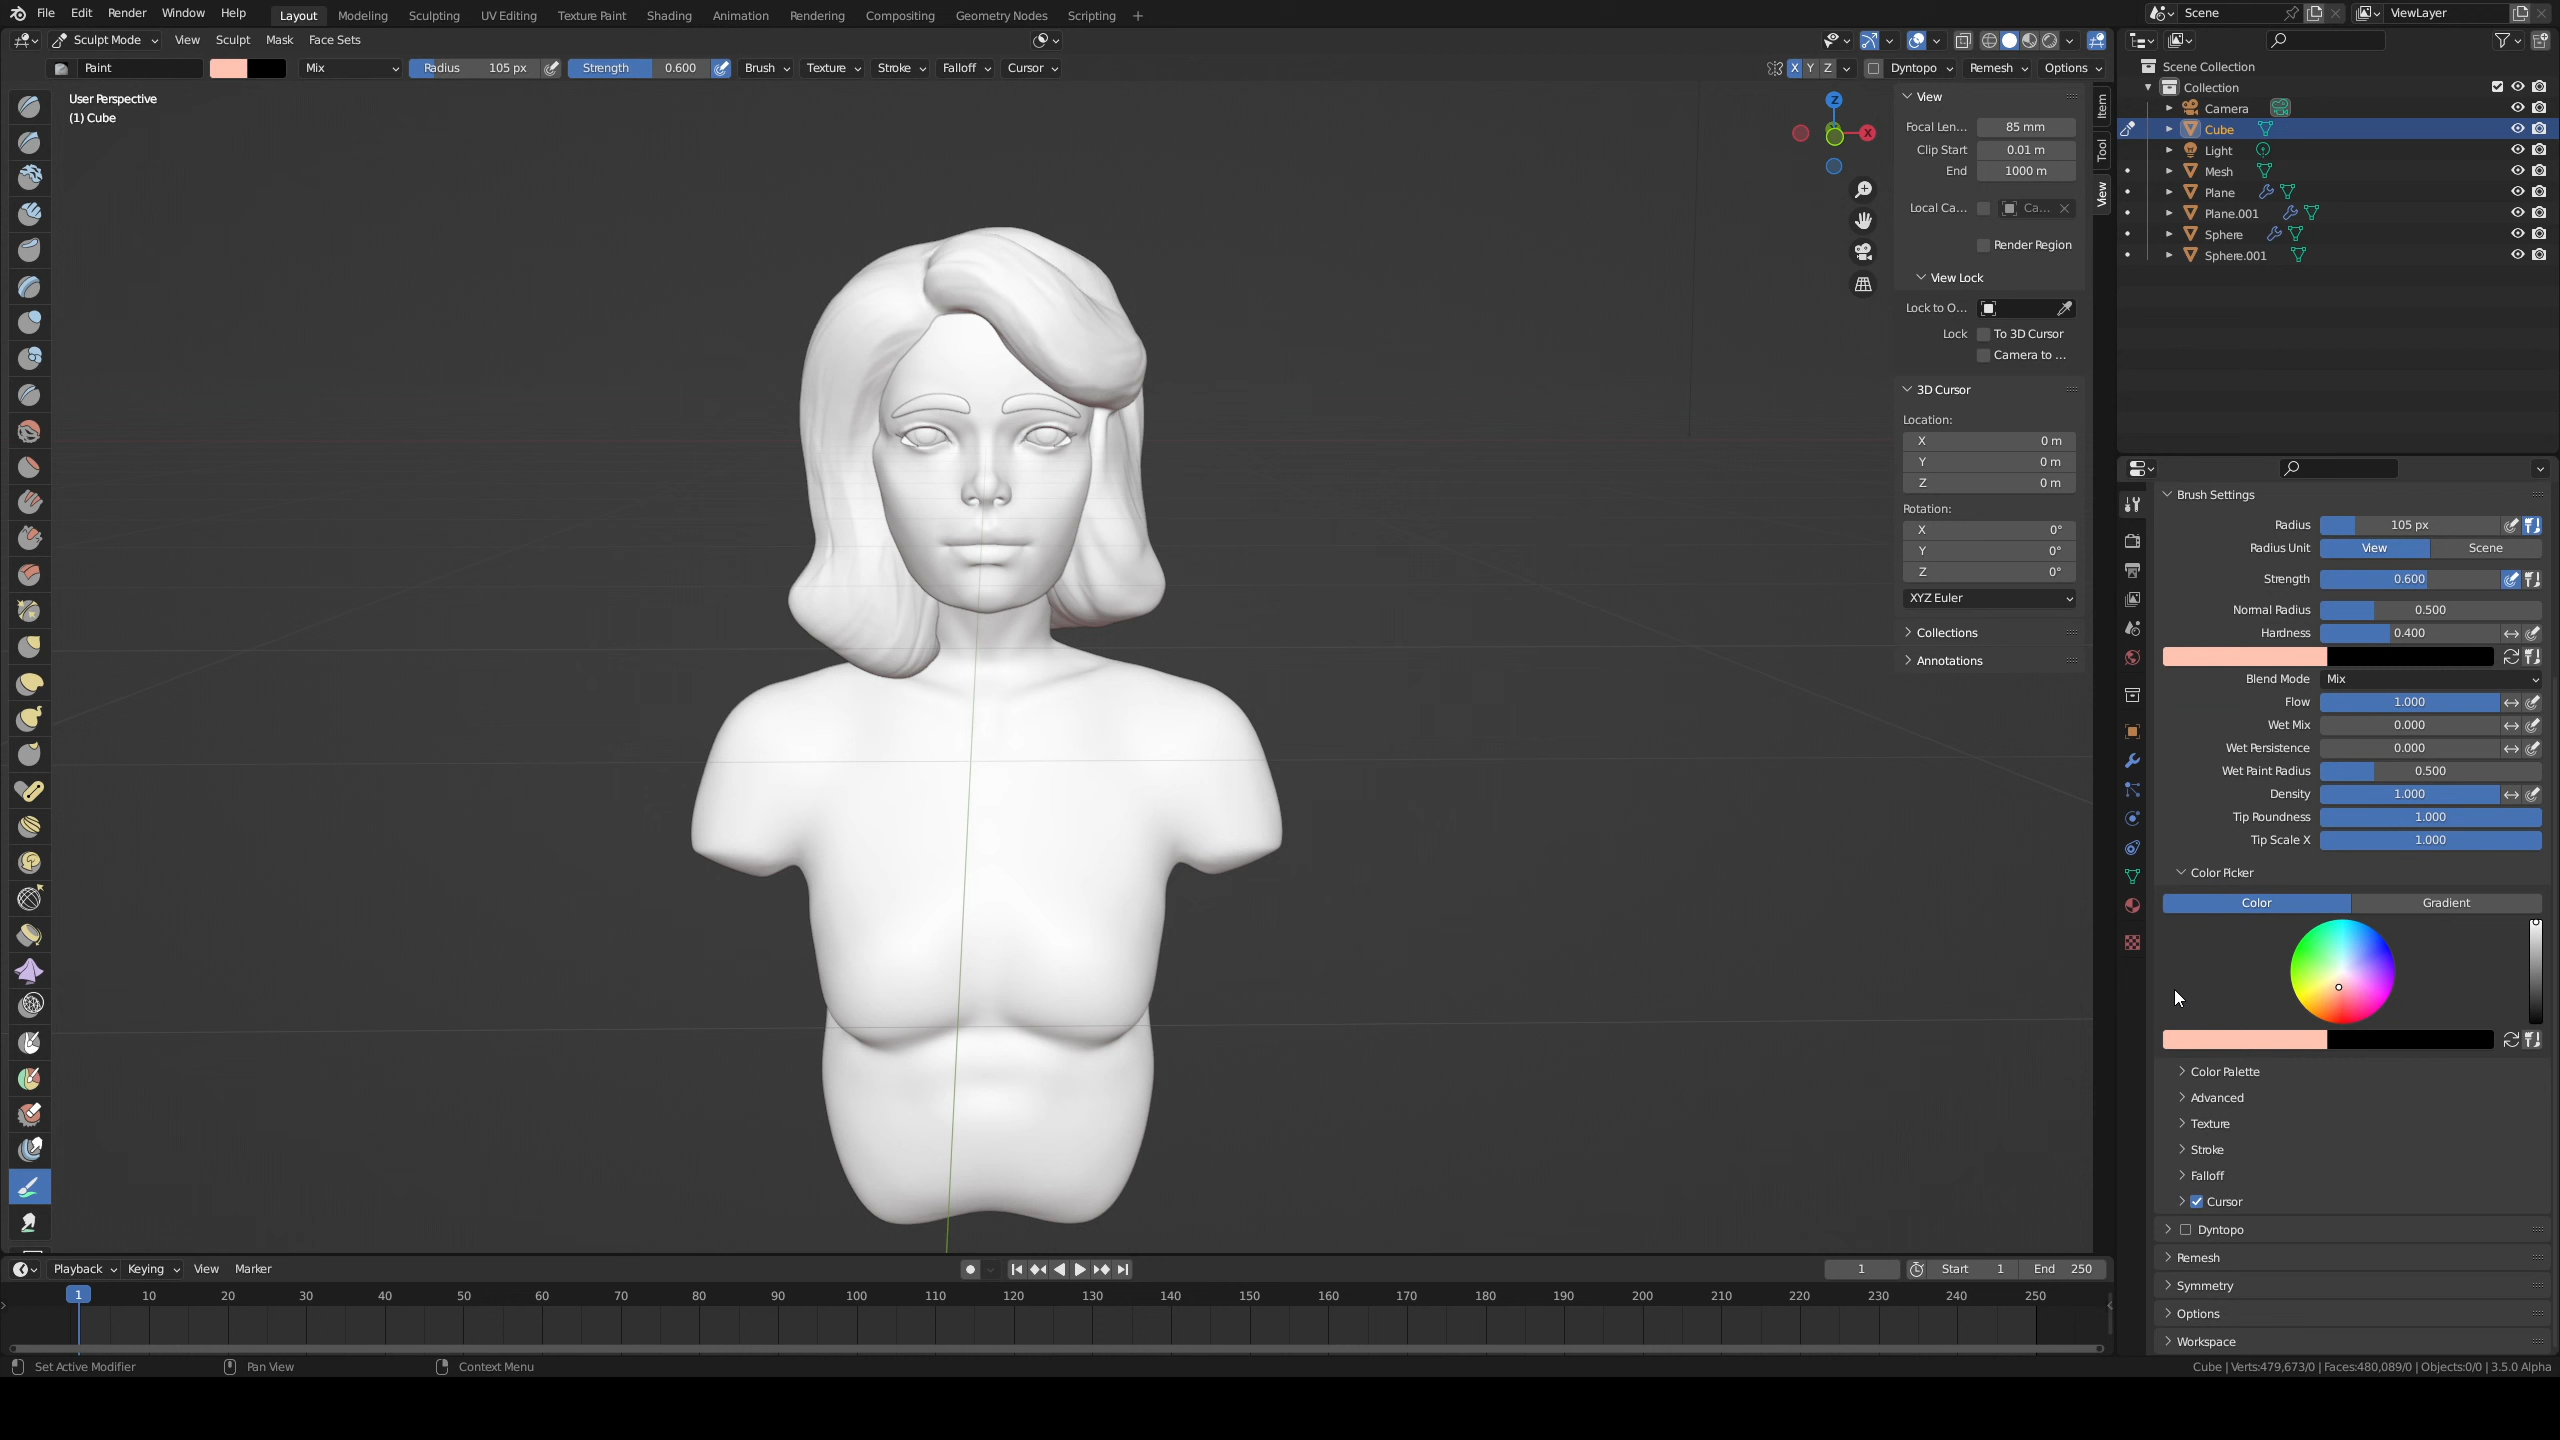 File Edit Render Window Help Layout Modeling Sculpting UV Editing Texture Paint Shading Animation Rendering Compositing Geometry Nodes Scripting + Scene ViewLayer
Sculpt Mode View Sculpt Mask Face Sets
Paint Mix Radius 105 px Strength 0.600 Brush Texture Stroke Falloff Cursor X Y Z Dyntopo Remesh Options
User Perspective
(1) Cube
Z
X
View
Focal Len... 85 mm
Clip Start 0.01 m
End 1000 m
Local Ca... Ca...
Render Region
View Lock
Lock to O...
Lock To 3D Cursor
Camera to ...
3D Cursor
Location:
X 0 m
Y 0 m
Z 0 m
Rotation:
X 0°
Y 0°
Z 0°
XYZ Euler
Collections
Annotations
Item
Tool
View
Scene Collection
Collection
Camera
Cube
Light
Mesh
Plane
Plane.001
Sphere
Sphere.001
Brush Settings
Radius 105 px
Radius Unit View Scene
Strength 0.600
Normal Radius 0.500
Hardness 0.400
Blend Mode Mix
Flow 1.000
Wet Mix 0.000
Wet Persistence 0.000
Wet Paint Radius 0.500
Density 1.000
Tip Roundness 1.000
Tip Scale X 1.000
Color Picker
Color Gradient
Color Palette
Advanced
Texture
Stroke
Falloff
Cursor
Dyntopo
Remesh
Symmetry
Options
Workspace
Playback Keying View Marker 1 Start 1 End 250
1 10 20 30 40 50 60 70 80 90 100 110 120 130 140 150 160 170 180 190 200 210 220 230 240 250
Set Active Modifier Pan View Context Menu Cube | Verts:479,673/0 | Faces:480,089/0 | Objects:0/0 | 3.5.0 Alpha